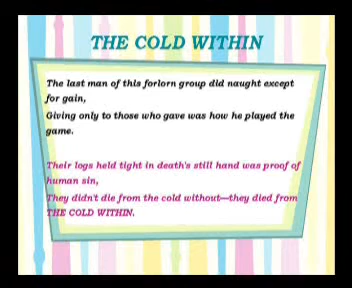 THE COLD WITHIN
The last man of this forlorn group did naught except
for gain,
Giving only to those who gave was how he played the
game.
Their logs held tight in death's still hand was proof of
human sin,
They didn't die from the cold without—they died from
THE COLD WITHIN.